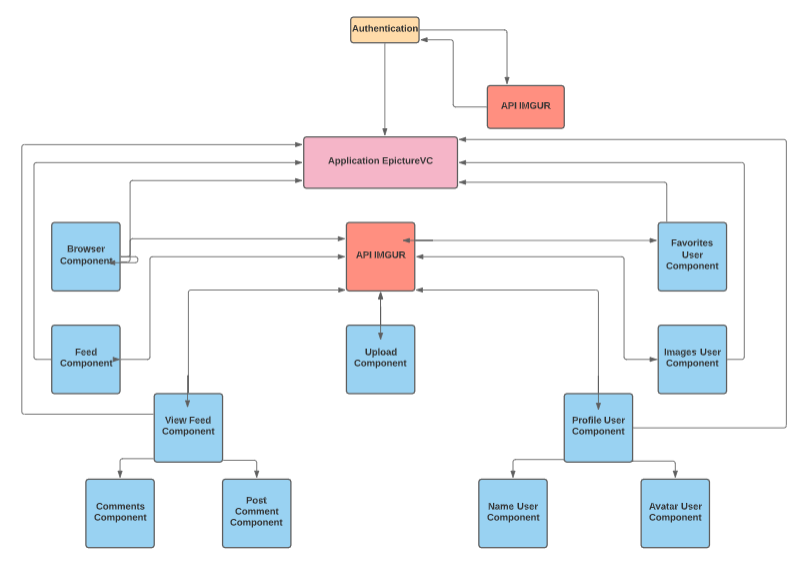 Authentication
API IMGUR
Application EpictureVC
Browser
Component
API IMGUR
Favorites
User
Component
Feed
Component
Upload
Component
Images User
Component
View Feed
Component
Profile User
Component
Comments
Component
Post
Comment
Component
Name User
Component
Avatar User
Component